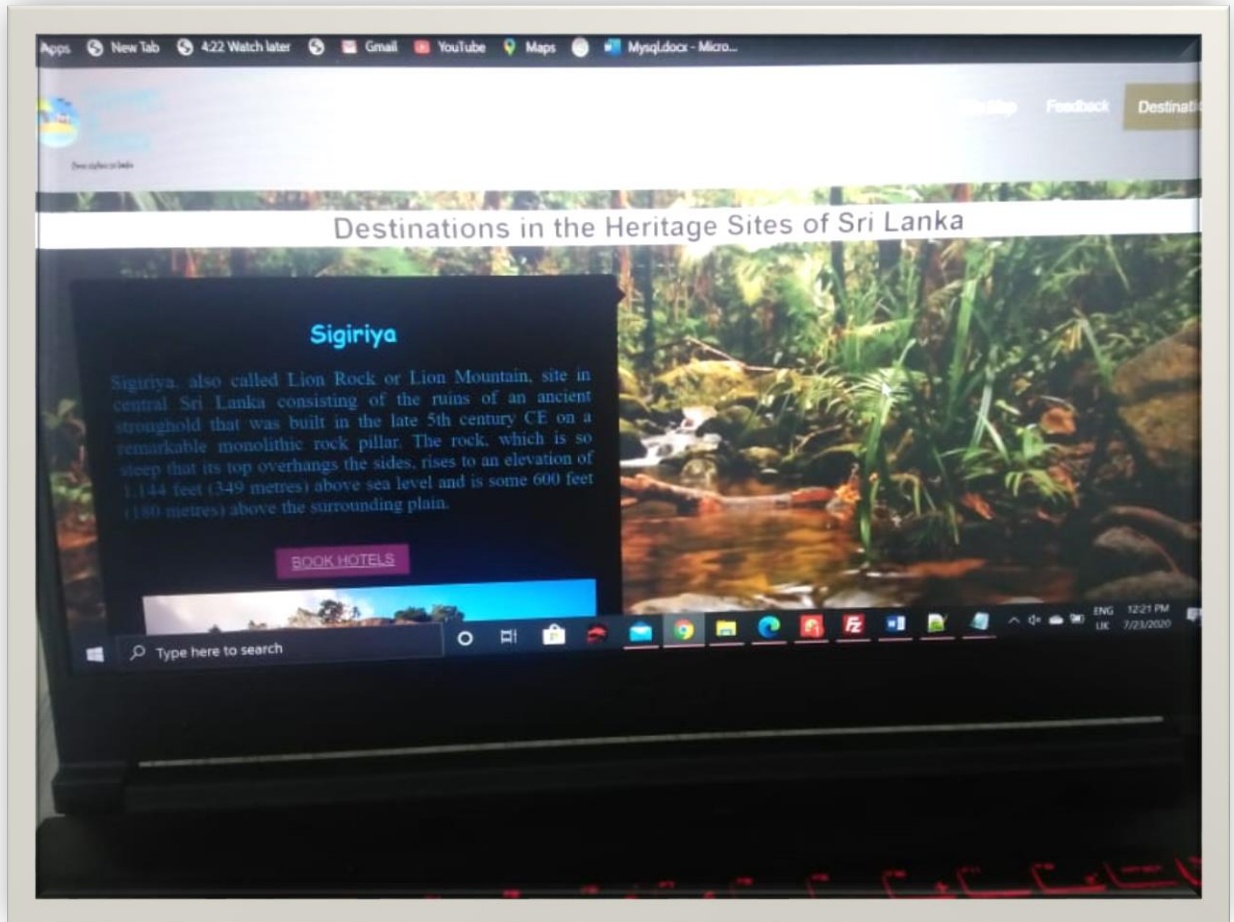 Apps New Tab 4:22 Watch later Gmail YouTube Maps Mysql.docx - Micro...
Feedback Destinati
Destinations in the Heritage Sites of Sri Lanka
Sigiriya
Sigiriya, also called Lion Rock or Lion Mountain, site in
central Sri Lanka consisting of the ruins of an ancient
stronghold that was built in the late 5th century CE on a
remarkable monolithic rock pillar. The rock, which is so
steep that its top overhangs the sides, rises to an elevation of
1,144 feet (349 metres) above sea level and is some 600 feet
(180 metres) above the surrounding plain.
BOOK HOTELS
Type here to search
ENG 12:21 PM
UK 7/23/2020